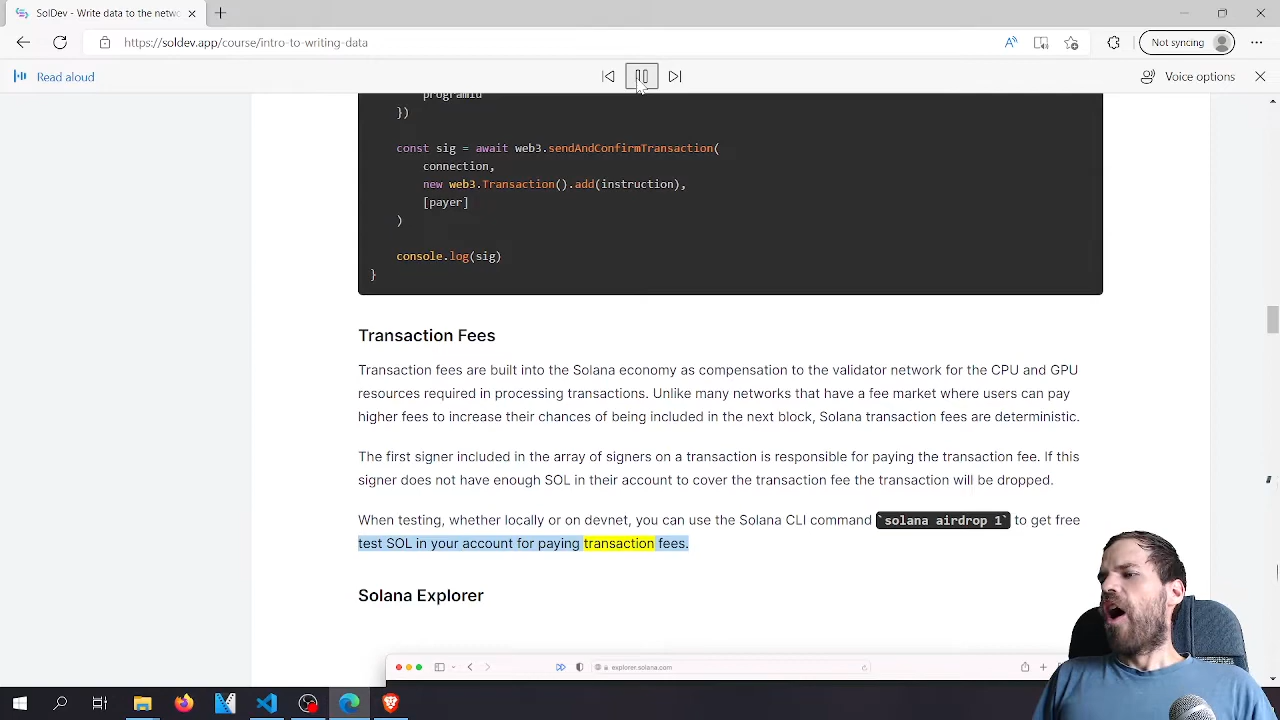 SolDev - Write data to the netwo
https://soldev.app/course/intro-to-writing-data
Not syncing
Read aloud
Voice options
programId
})
const sig = await web3.sendAndConfirmTransaction(
connection,
new web3.Transaction().add(instruction),
[payer]
)
console.log(sig)
}
Transaction Fees
Transaction fees are built into the Solana economy as compensation to the validator network for the CPU and GPU
resources required in processing transactions. Unlike many networks that have a fee market where users can pay
higher fees to increase their chances of being included in the next block, Solana transaction fees are deterministic.
The first signer included in the array of signers on a transaction is responsible for paying the transaction fee. If this
signer does not have enough SOL in their account to cover the transaction fee the transaction will be dropped.
When testing, whether locally or on devnet, you can use the Solana CLI command `solana airdrop 1` to get free
test SOL in your account for paying transaction fees.
Solana Explorer
explorer.solana.com